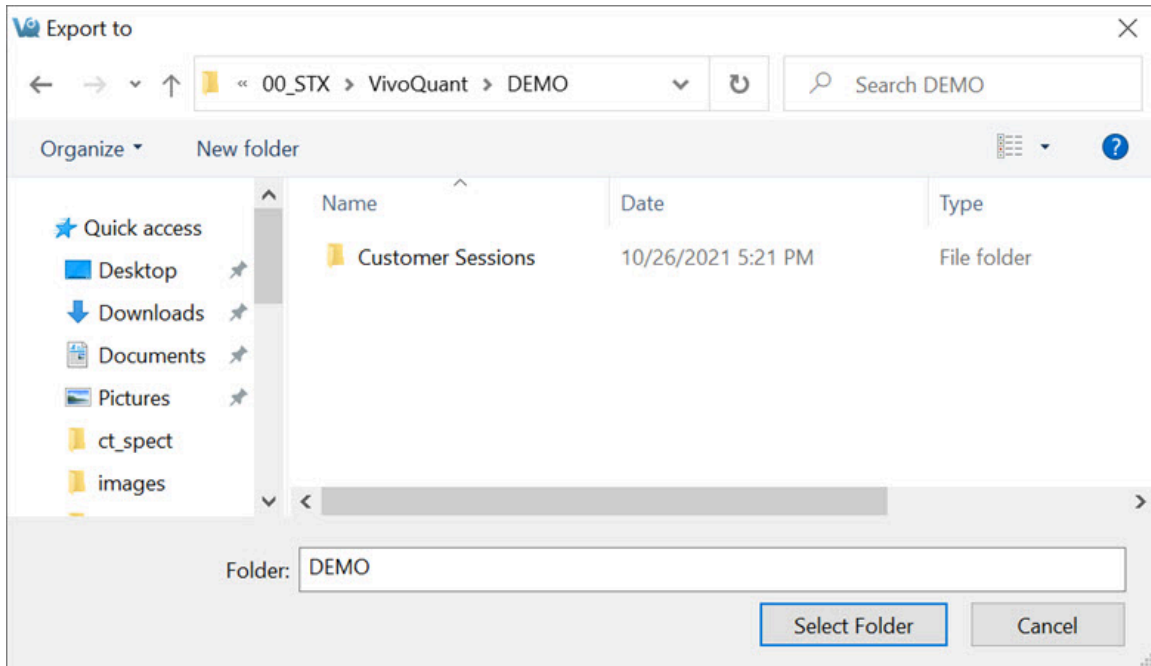 Export to
« 00_STX > VivoQuant > DEMO
Search DEMO
Organize
New folder
?
Name
Date
Type
Quick access
Customer Sessions
10/26/2021 5:21 PM
File folder
Desktop
Downloads
Documents
Pictures
ct_spect
images
Folder: DEMO
Select Folder
Cancel